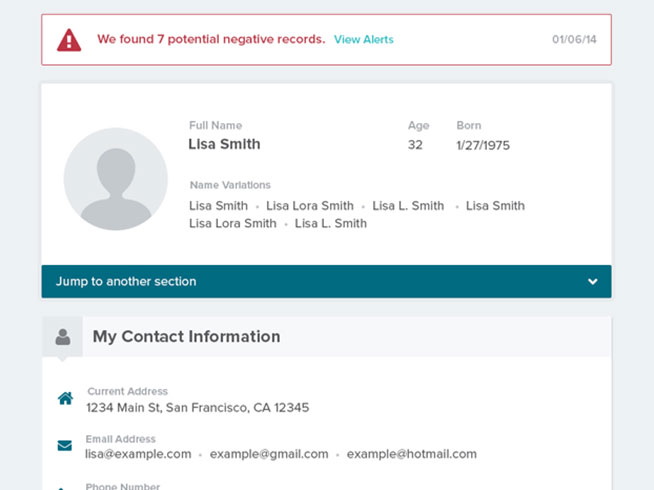 We found 7 potential negative records. View Alerts 01/06/14
Full Name Age Born
Lisa Smith 32 1/27/1975
Name Variations
Lisa Smith • Lisa Lora Smith • Lisa L. Smith • Lisa Smith
Lisa Lora Smith • Lisa L. Smith
Jump to another section
My Contact Information
Current Address
1234 Main St, San Francisco, CA 12345
Email Address
lisa@example.com • example@gmail.com • example@hotmail.com
Phone Number